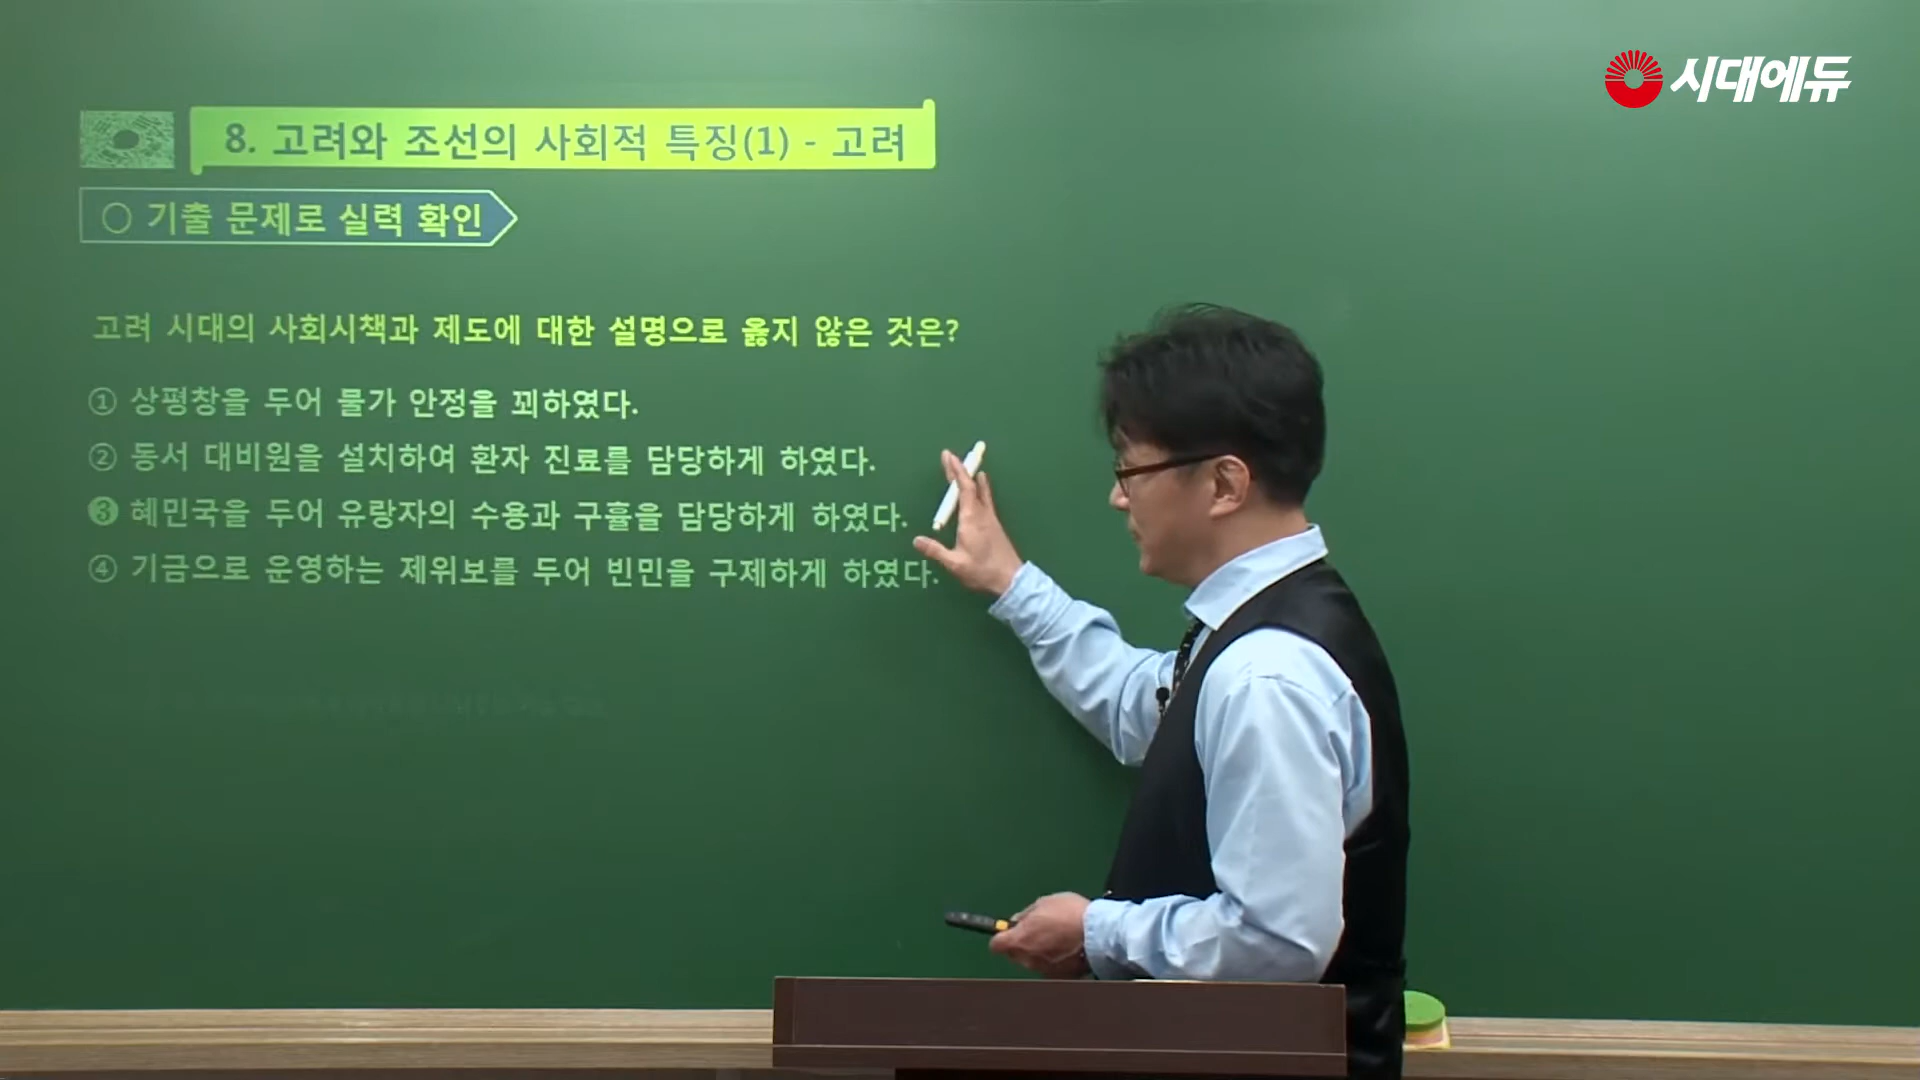 시대에듀
8. 고려와 조선의 사회적 특징(1) - 고려
○ 기출 문제로 실력 확인
고려 시대의 사회시책과 제도에 대한 설명으로 옳지 않은 것은?
① 상평창을 두어 물가 안정을 꾀하였다.
② 동서 대비원을 설치하여 환자 진료를 담당하게 하였다.
❸ 혜민국을 두어 유랑자의 수용과 구휼을 담당하게 하였다.
④ 기금으로 운영하는 제위보를 두어 빈민을 구제하게 하였다.